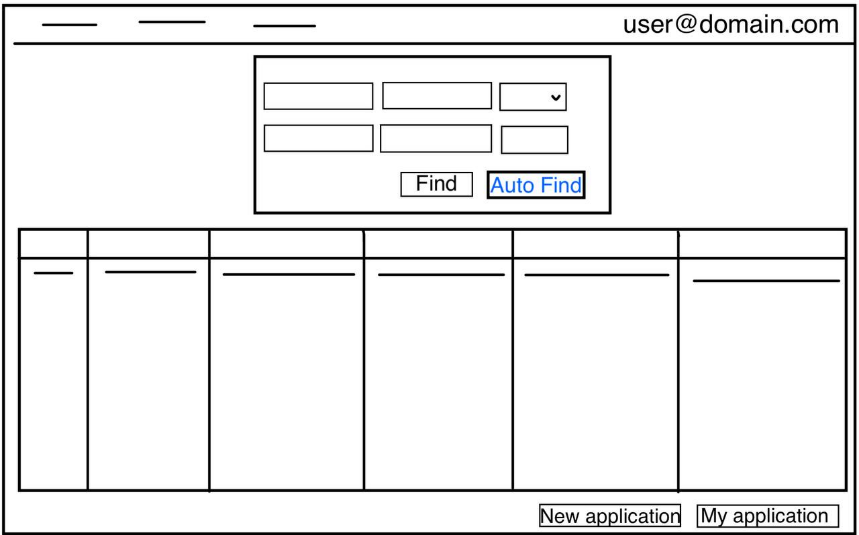 user@domain.com
Find
Auto Find
New application
My application